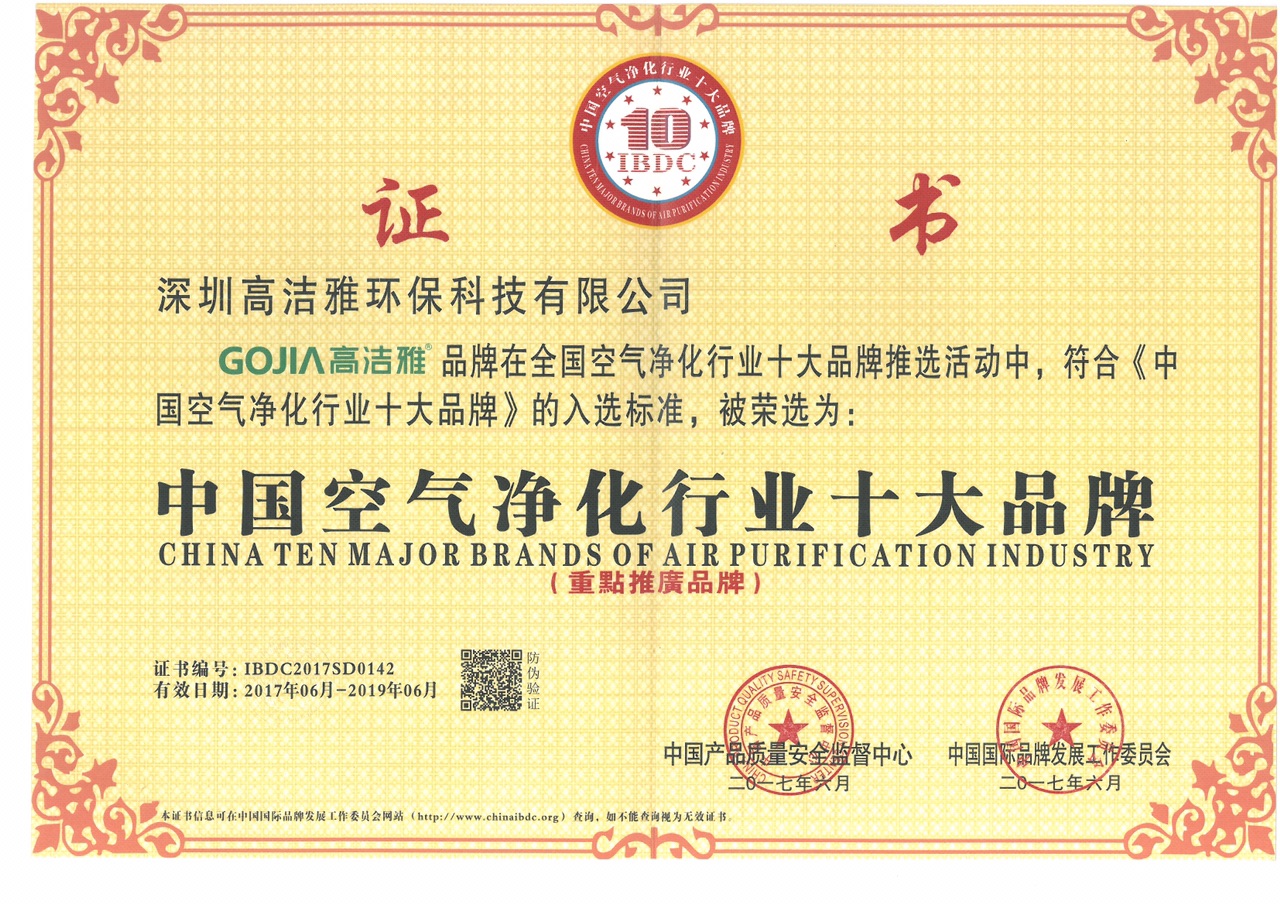 中国空气净化行业十大品牌
10
IBDC
CHINA TEN MAJOR BRANDS OF AIR PURIFICATION INDUSTRY
证 书
深圳高洁雅环保科技有限公司
GOJIA高洁雅® 品牌在全国空气净化行业十大品牌推选活动中，符合《中
国空气净化行业十大品牌》的入选标准，被荣选为：
中国空气净化行业十大品牌
CHINA TEN MAJOR BRANDS OF AIR PURIFICATION INDUSTRY
（重點推廣品牌）
证书编号：IBDC2017SD0142
有效日期：2017年06月-2019年06月
防伪验证
中国产品质量安全监督中心
二〇一七年六月
中国国际品牌发展工作委员会
二〇一七年六月
本证书信息可在中国国际品牌发展工作委员会网站（http://www.chinaibdc.org）查询，如不能查询视为无效证书。